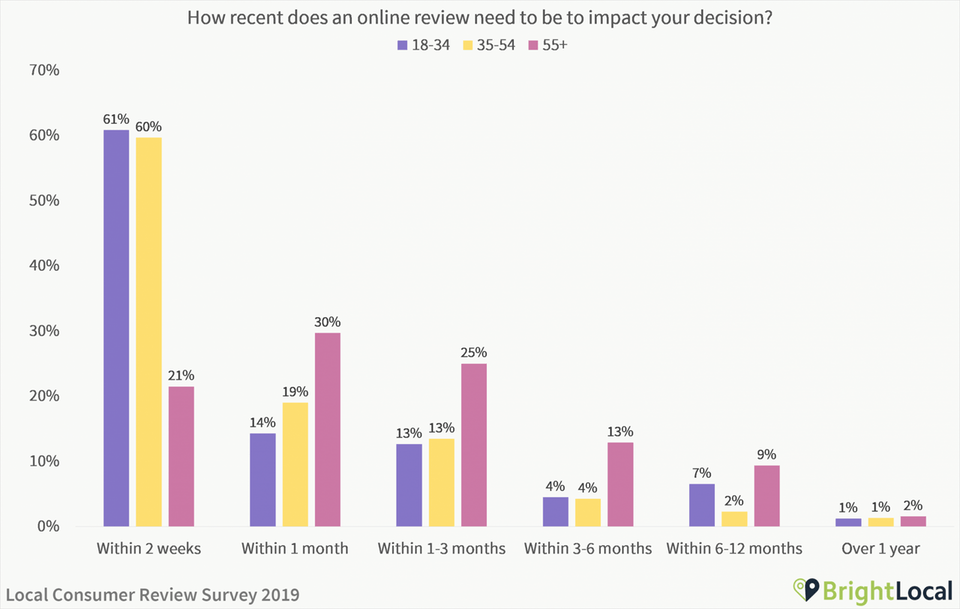 How recent does an online review need to be to impact your decision?
18-34 35-54 55+
70%
60%
50%
40%
30%
20%
10%
0%
61% 60% 21%
14% 19% 30%
13% 13% 25%
4% 4% 13%
7% 2% 9%
1% 1% 2%
Within 2 weeks Within 1 month Within 1-3 months Within 3-6 months Within 6-12 months Over 1 year
Local Consumer Review Survey 2019
BrightLocal